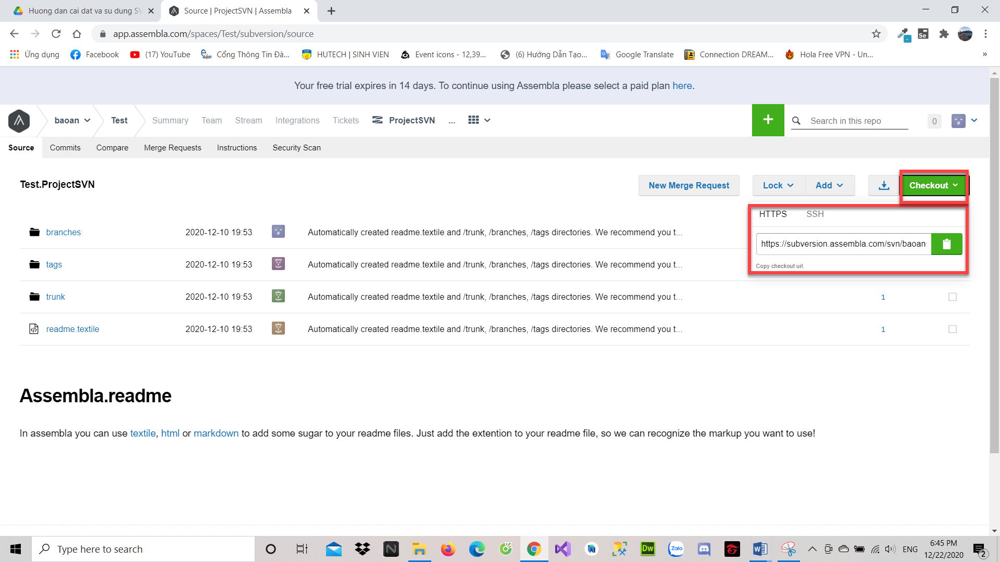 Huong dan cai dat va su dung SV
Source | ProjectSVN | Assembla
app.assembla.com/spaces/Test/subversion/source
Se
Ứng dụng
Facebook
(17) YouTube
Cổng Thông Tin Đà...
HUTECH | SINH VIEN
Event icons - 12,39...
(6) Hướng Dẫn Tạo...
Google Translate
Connection DREAM...
Hola Free VPN - Un...
»
Your free trial expires in 14 days. To continue using Assembla please select a paid plan here.
baoan
Test
Summary
Team
Stream
Integrations
Tickets
ProjectSVN
...
+
Search in this repo
0
Source
Commits
Compare
Merge Requests
Instructions
Security Scan
Test.ProjectSVN
New Merge Request
Lock
Add
Checkout
HTTPS
SSH
https://subversion.assembla.com/svn/baoan
Copy checkout url.
branches 2020-12-10 19:53 Automatically created readme.textile and /trunk, /branches, /tags directories. We recommend you t...
tags 2020-12-10 19:53 Automatically created readme.textile and /trunk, /branches, /tags directories. We recommend you t...
trunk 2020-12-10 19:53 Automatically created readme.textile and /trunk, /branches, /tags directories. We recommend you t... 1
readme.textile 2020-12-10 19:53 Automatically created readme.textile and /trunk, /branches, /tags directories. We recommend you t... 1
Assembla.readme
In assembla you can use textile, html or markdown to add some sugar to your readme files. Just add the extention to your readme file, so we can recognize the markup you want to use!
Type here to search
Dw
Zalo
ENG
6:45 PM
12/22/2020
2